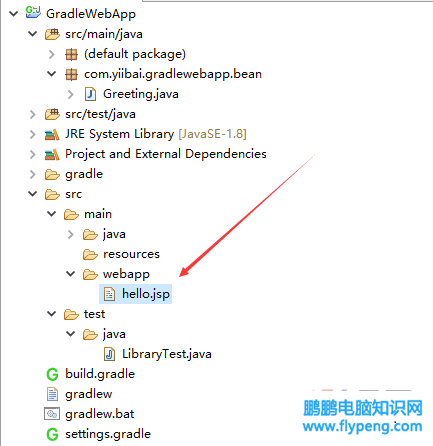 GradleWebApp
src/main/java
(default package)
com.yiibai.gradlewebapp.bean
Greeting.java
src/test/java
JRE System Library [JavaSE-1.8]
Project and External Dependencies
gradle
src
main
java
resources
webapp
hello.jsp
test
java
LibraryTest.java
build.gradle
gradlew
gradlew.bat
settings.gradle
鹏鹏电脑知识网
www.flypeng.com